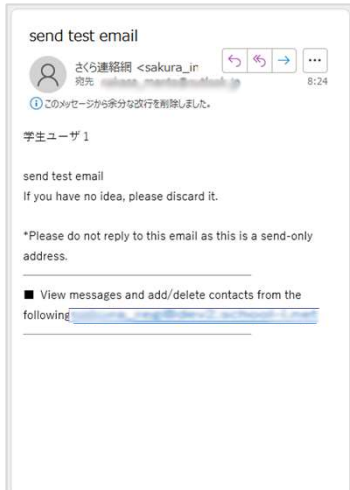 send test email
さくら連絡網 <sakura_ir
宛先
8:24
このメッセージから余分な改行を削除しました。
学生ユーザ 1
send test email
If you have no idea, please discard it.
*Please do not reply to this email as this is a send-only
address.
■ View messages and add/delete contacts from the
following